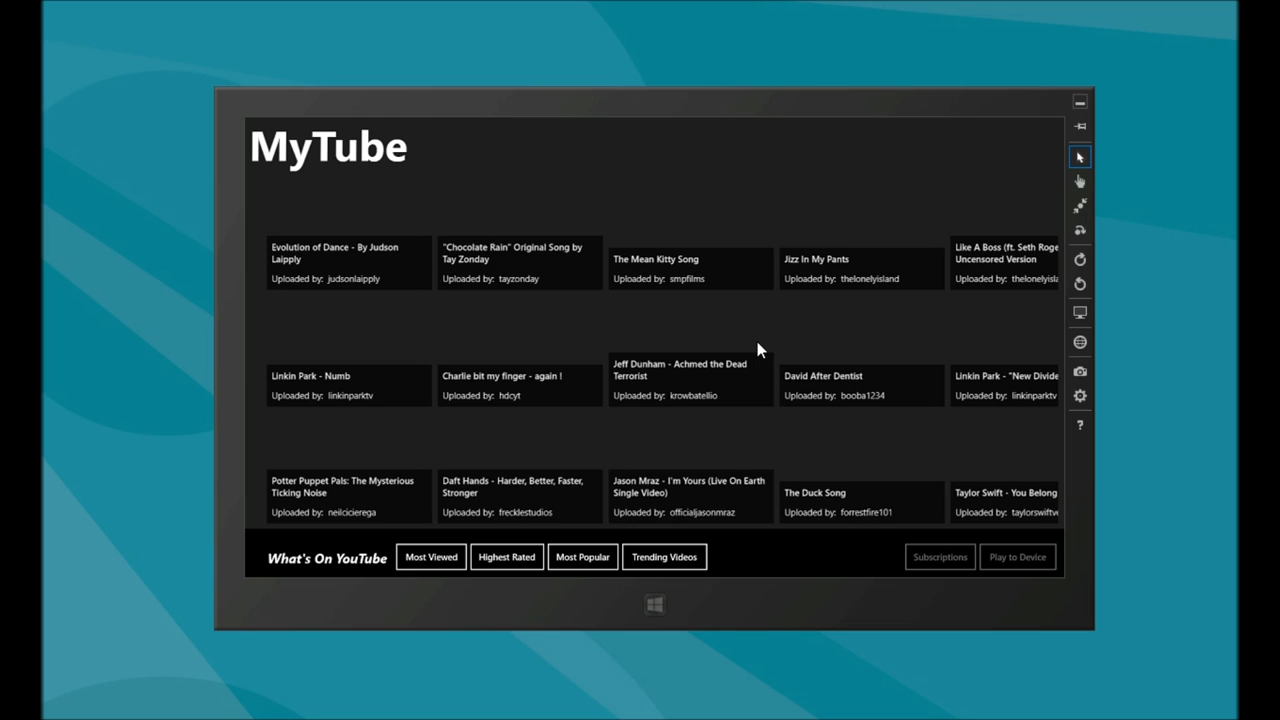 MyTube
Evolution of Dance - By Judson
Laipply
Uploaded by: judsonlaipply
"Chocolate Rain" Original Song by
Tay Zonday
Uploaded by: tayzonday
The Mean Kitty Song
Uploaded by: smpfilms
Jizz In My Pants
Uploaded by: thelonelyisland
Like A Boss (ft. Seth Roge
Uncensored Version
Uploaded by: thelonelyisla
Linkin Park - Numb
Uploaded by: linkinparktv
Charlie bit my finger - again !
Uploaded by: hdcyt
Jeff Dunham - Achmed the Dead
Terrorist
Uploaded by: krowbatellio
David After Dentist
Uploaded by: booba1234
Linkin Park - "New Divide
Uploaded by: linkinparktv
Potter Puppet Pals: The Mysterious
Ticking Noise
Uploaded by: neilcicierega
Daft Hands - Harder, Better, Faster,
Stronger
Uploaded by: frecklestudios
Jason Mraz - I'm Yours (Live On Earth
Single Video)
Uploaded by: officialjasonmraz
The Duck Song
Uploaded by: forrestfire101
Taylor Swift - You Belong
Uploaded by: taylorswiftv
What's On YouTube
Most Viewed
Highest Rated
Most Popular
Trending Videos
Subscriptions
Play to Device
?